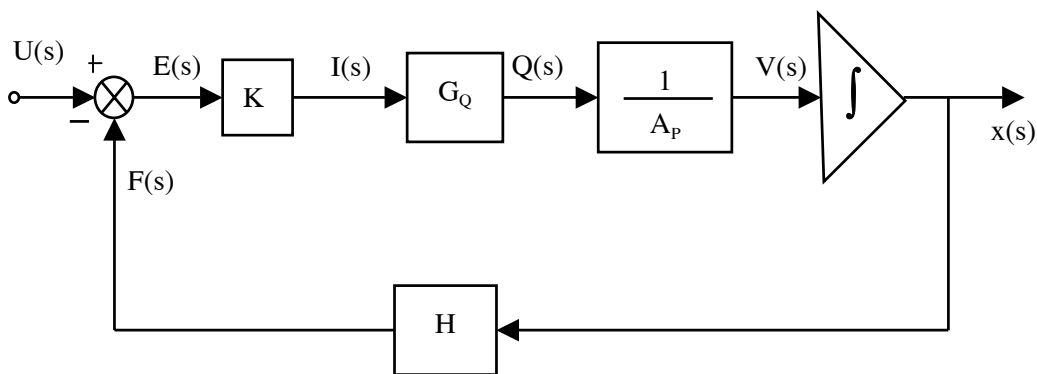 U(s)
+
E(s)
K
I(s)
G_Q
Q(s)
1
A_P
V(s)
∫
x(s)
−
F(s)
H